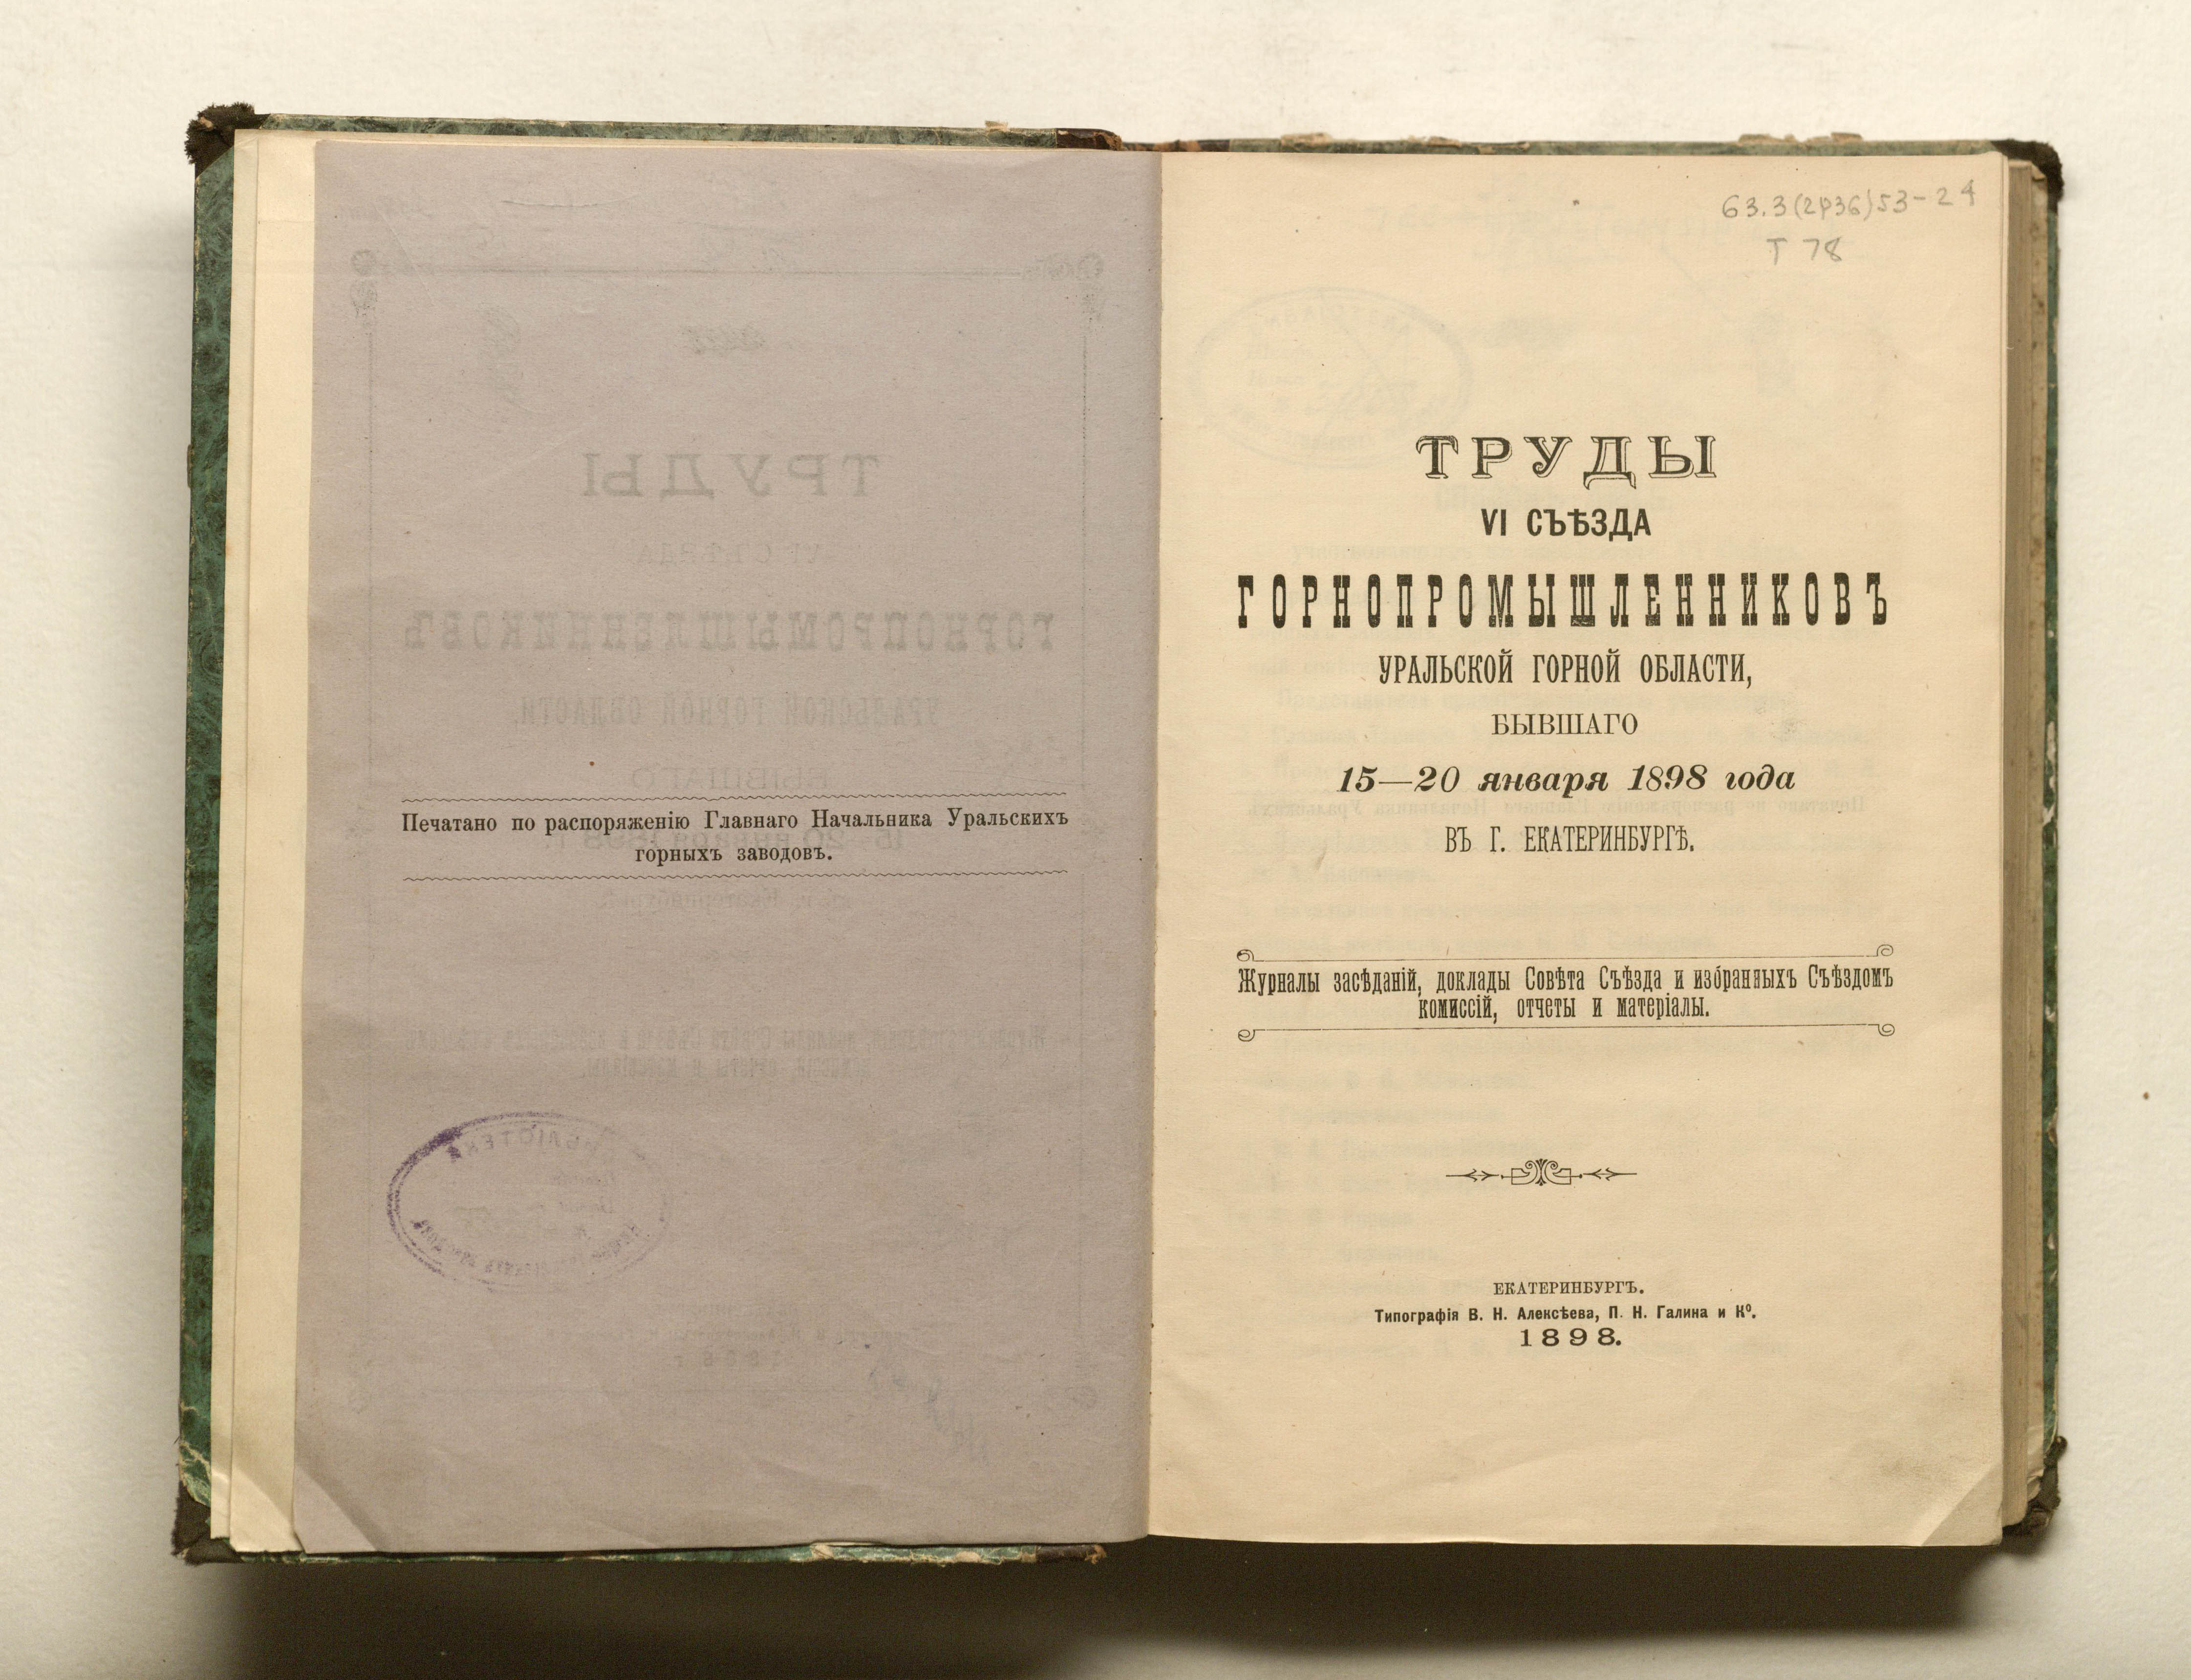 Печатано по распоряженію Главнаго Начальника Уральскихъ
горныхъ заводовъ.
63.3(2Р36)53-24
Т 78
ТРУДЫ
VI СЪѢЗДА
ГОРНОПРОМЫШЛЕННИКОВЪ
УРАЛЬСКОЙ ГОРНОЙ ОБЛАСТИ,
БЫВШАГО
15—20 января 1898 года
ВЪ Г. ЕКАТЕРИНБУРГѢ.
Журналы засѣданій, доклады Совѣта Съѣзда и избранныхъ Съѣздомъ
комиссій, отчеты и матеріалы.
ЕКАТЕРИНБУРГЪ.
Типографія В. Н. Алексѣева, П. Н. Галина и Ко.
1898.